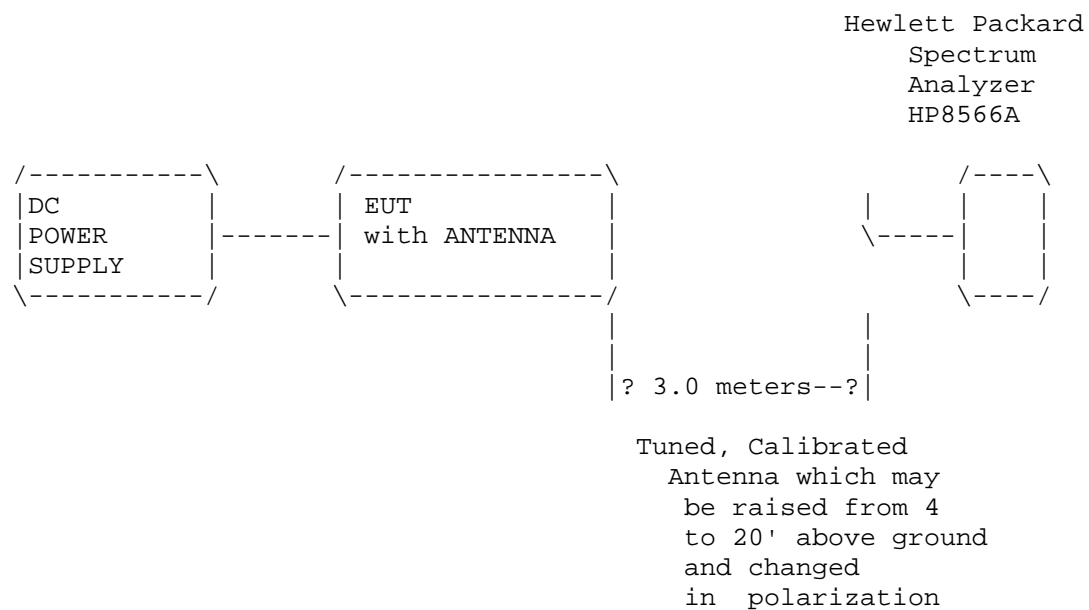 Hewlett Packard
Spectrum
Analyzer
HP8566A
/-----------\       /----------------\                      /----\
|DC         |       | EUT            |                |     |    |
|POWER      |-------| with ANTENNA   |                \-----|    |
|SUPPLY     |       |                |                      |    |
\-----------/       \----------------/                      \----/
|               |
|               |
|? 3.0 meters--?|
Tuned, Calibrated
Antenna which may
be raised from 4
to 20' above ground
and changed
in  polarization